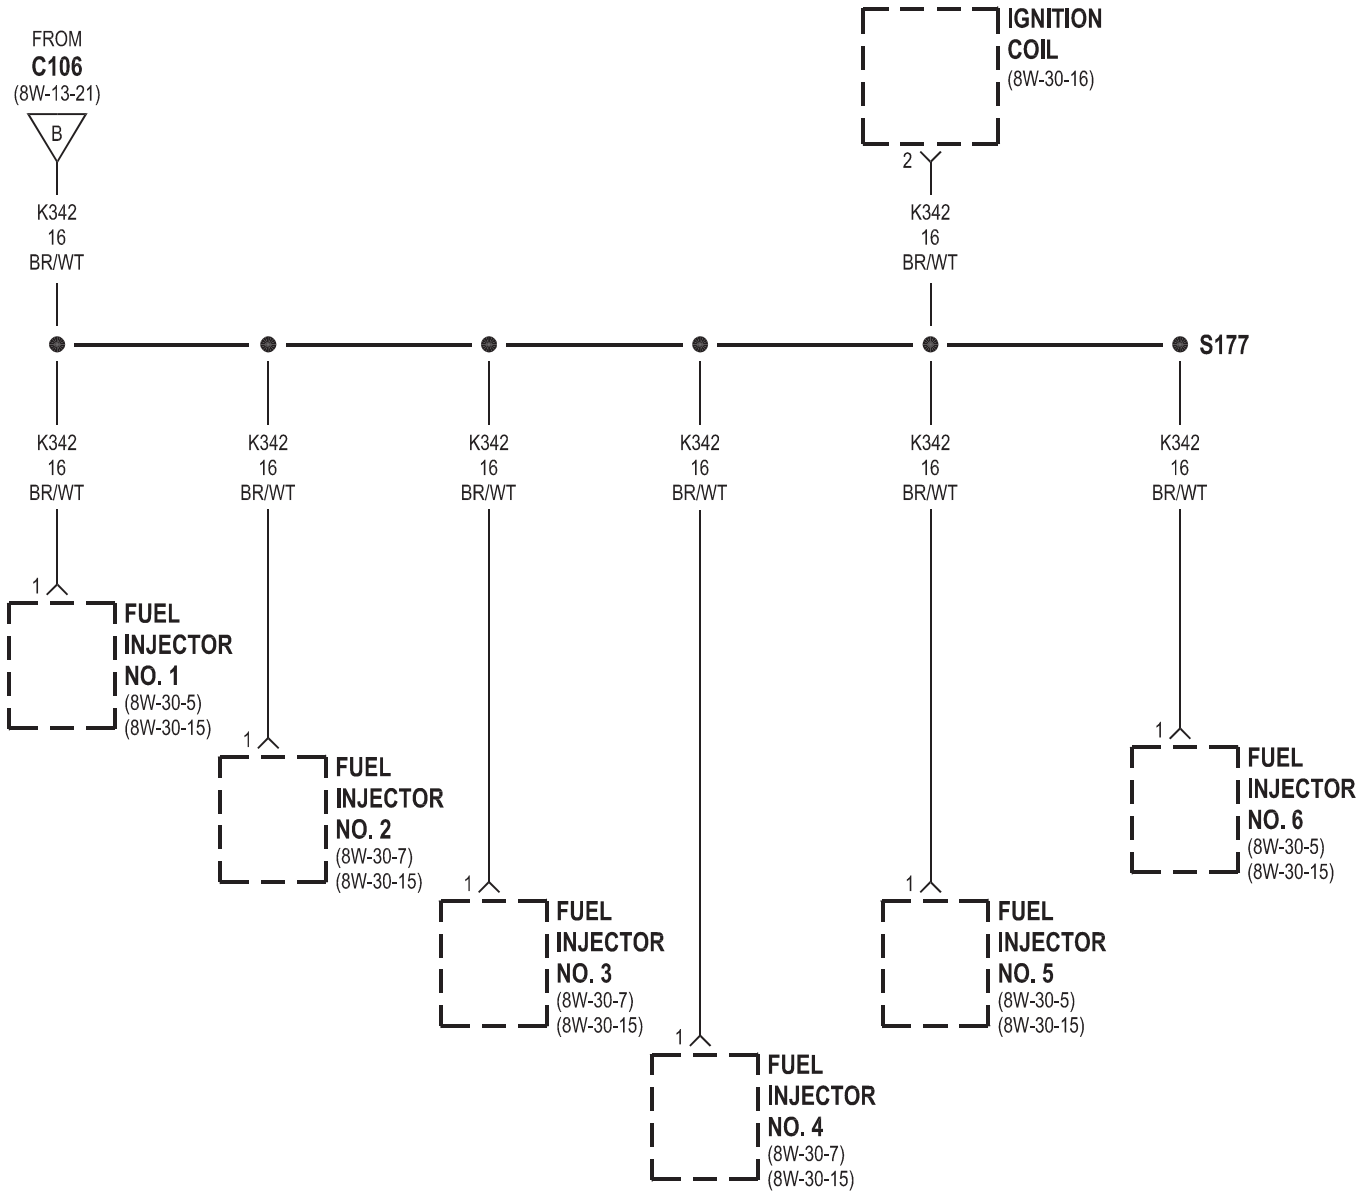 FROM
C106
(8W-13-21)
B
K342
16
BR/WT
IGNITION
COIL
(8W-30-16)
2
K342
16
BR/WT
S177
K342
16
BR/WT
K342
16
BR/WT
K342
16
BR/WT
K342
16
BR/WT
K342
16
BR/WT
K342
16
BR/WT
1
FUEL
INJECTOR
NO. 1
(8W-30-5)
(8W-30-15)
1
FUEL
INJECTOR
NO. 2
(8W-30-7)
(8W-30-15)
1
FUEL
INJECTOR
NO. 3
(8W-30-7)
(8W-30-15)
1
FUEL
INJECTOR
NO. 4
(8W-30-7)
(8W-30-15)
1
FUEL
INJECTOR
NO. 5
(8W-30-5)
(8W-30-15)
1
FUEL
INJECTOR
NO. 6
(8W-30-5)
(8W-30-15)